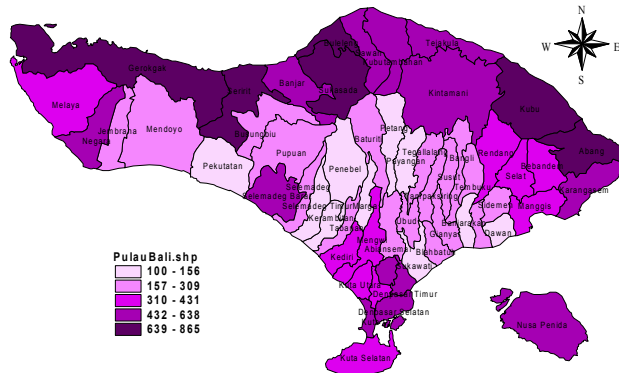 N
W E
S
Gerokgak
Buleleng
Sawan
Kubutambahan
Tejakula
Seririt
Banjar
Sukasada
Kintamani
Kubu
Melaya
Jembrana
Negara
Mendoyo
Busungbiu
Pekutatan
Pupuan
Baturiti
Petang
Payangan
Tegallalang
Bangli
Susut
Tembuku
Rendang
Selat
Bebandem
Abang
Karangasem
Manggis
Sidemen
Penebel
Selemadeg
Selemadeg Barat
Selemadeg Timur
Marga
Kerambitan
Tabanan
Ubud
Tampaksiring
Gianyar
Banjarakan
Dawan
Blahbatuh
Sukawati
Mengwi
Abiansemal
Kediri
Kuta Utara
Denpasar Timur
Denpasar Selatan
Kuta
Kuta Selatan
Nusa Penida
PulauBali.shp
100 - 156
157 - 309
310 - 431
432 - 638
639 - 865